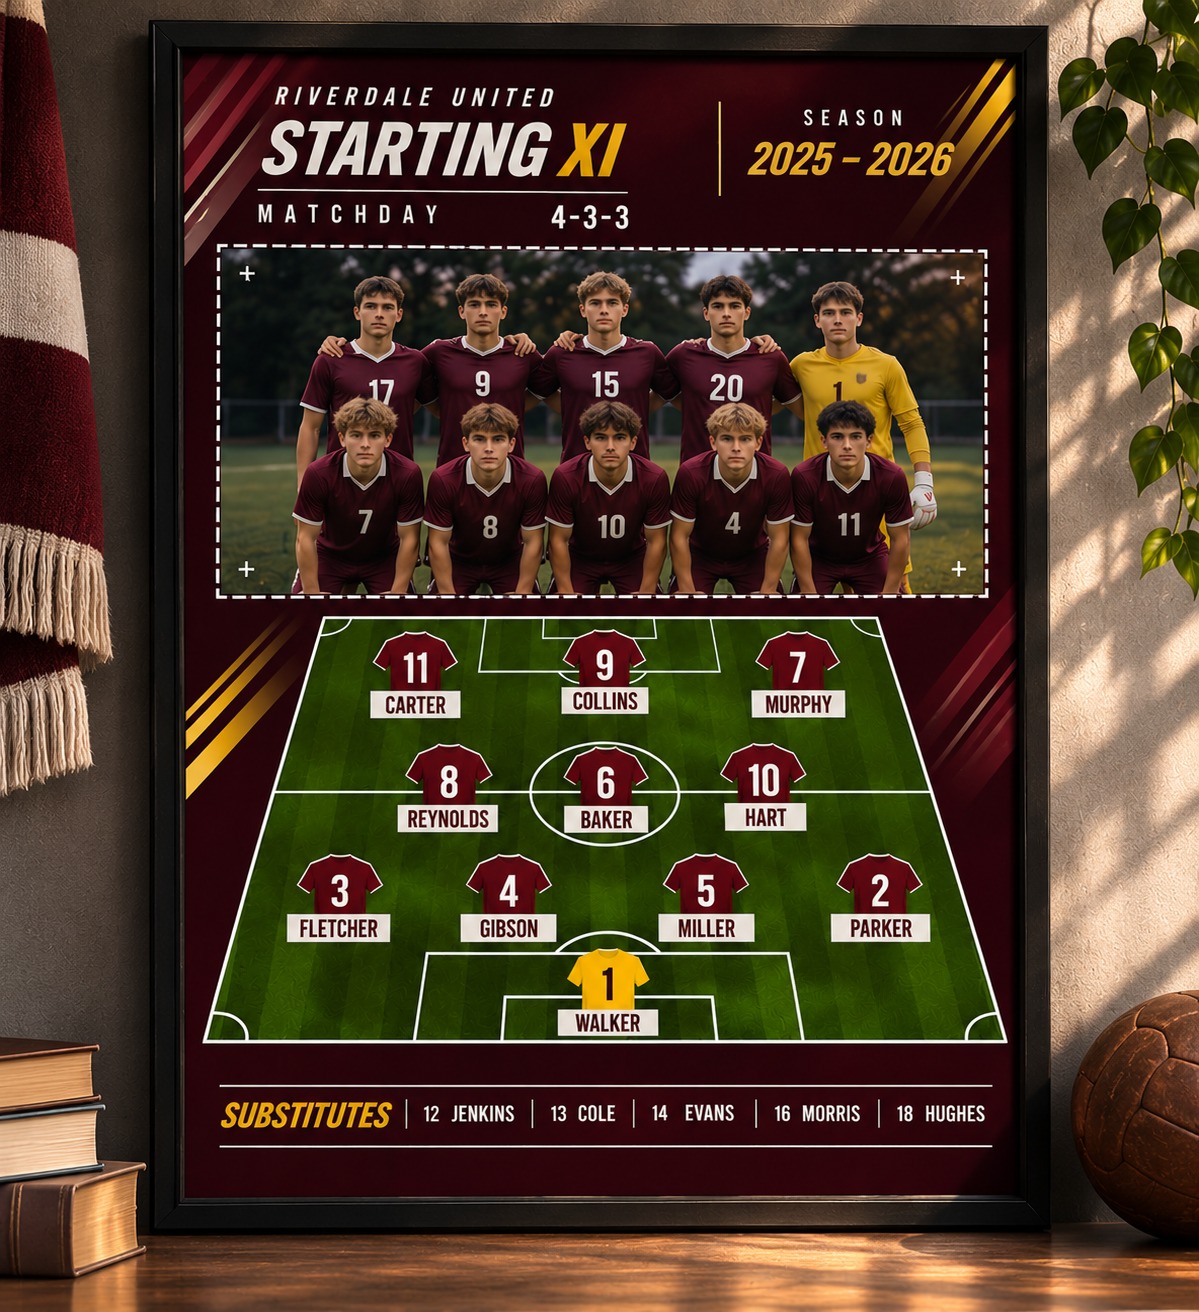 RIVERDALE UNITED
STARTING XI
MATCHDAY 4-3-3
SEASON
2025 – 2026
17 9 15 20 1
7 8 10 4 11
11 9 7
CARTER COLLINS MURPHY
8 6 10
REYNOLDS BAKER HART
3 4 5 2
FLETCHER GIBSON MILLER PARKER
1
WALKER
SUBSTITUTES 12 JENKINS 13 COLE 14 EVANS 16 MORRIS 18 HUGHES